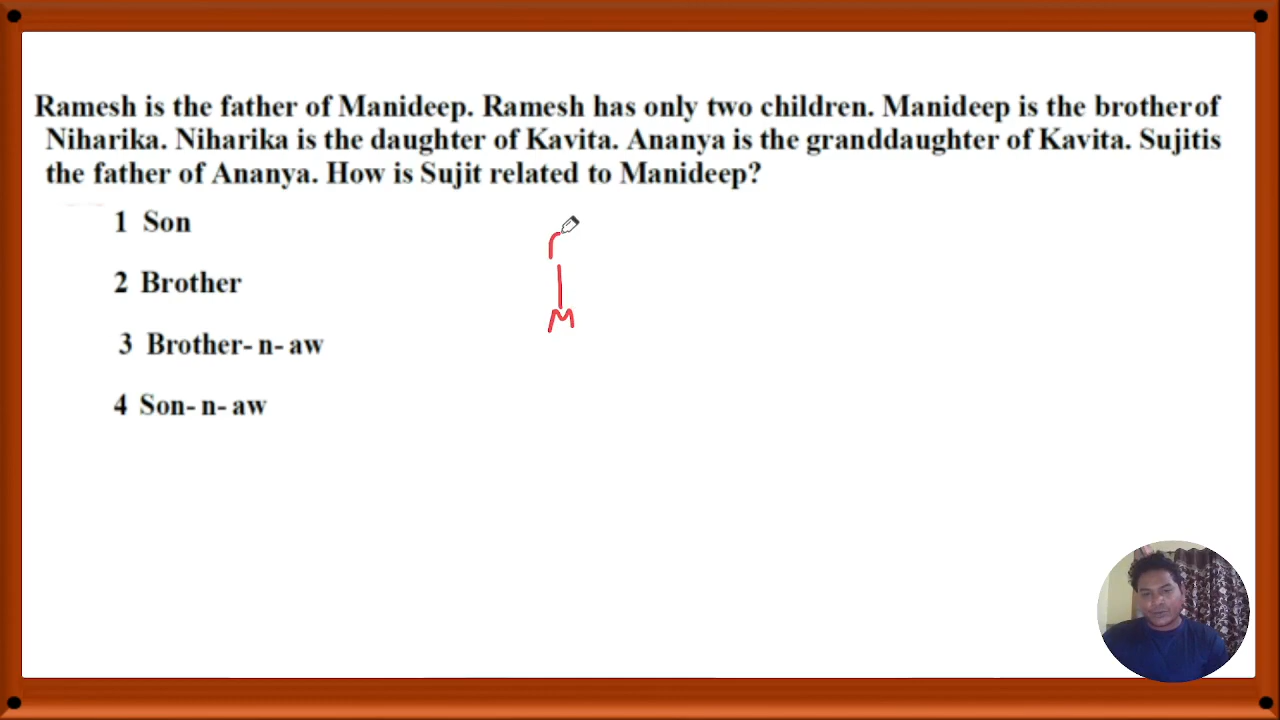 Ramesh is the father of Manideep. Ramesh has only two children. Manideep is the brother of
Niharika. Niharika is the daughter of Kavita. Ananya is the granddaughter of Kavita. Sujitis
the father of Ananya. How is Sujit related to Manideep?
1 Son
2 Brother
3 Brother- n- aw
4 Son- n- aw
M